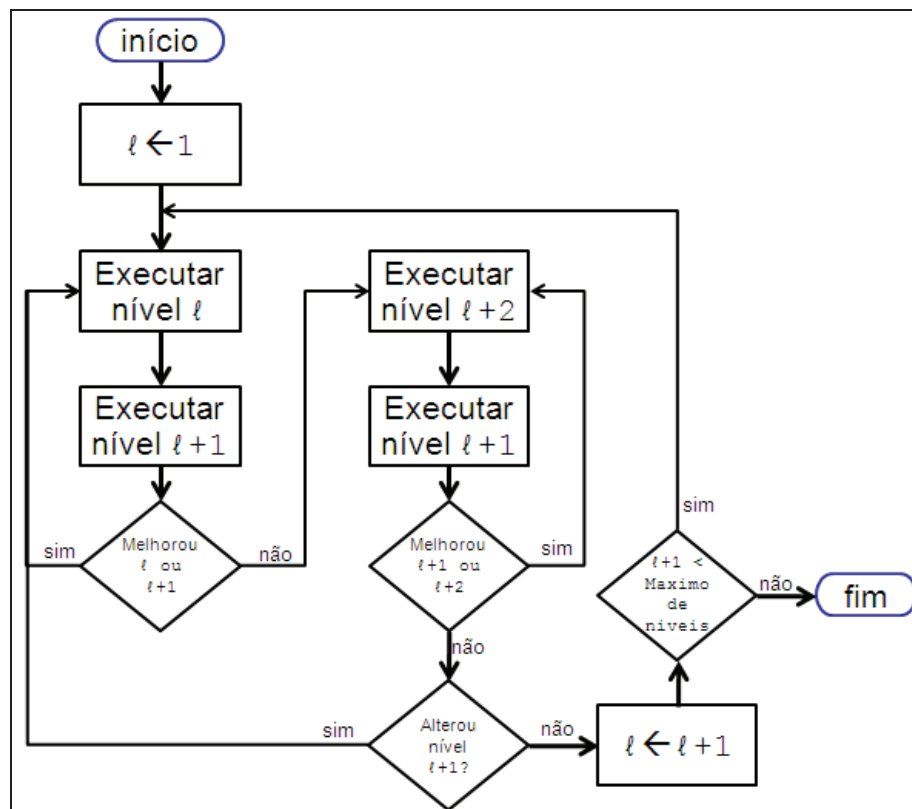 início
ℓ ← 1
Executar
nível ℓ
Executar
nível ℓ+2
Executar
nível ℓ+1
Executar
nível ℓ+1
sim
Melhorou
ℓ ou
ℓ+1
não
Melhorou
ℓ+1 ou
ℓ+2
sim
sim
ℓ+1 <
Maximo
de
niveis
não
fim
não
sim
Alterou
nível
ℓ+1?
não
ℓ ← ℓ+1